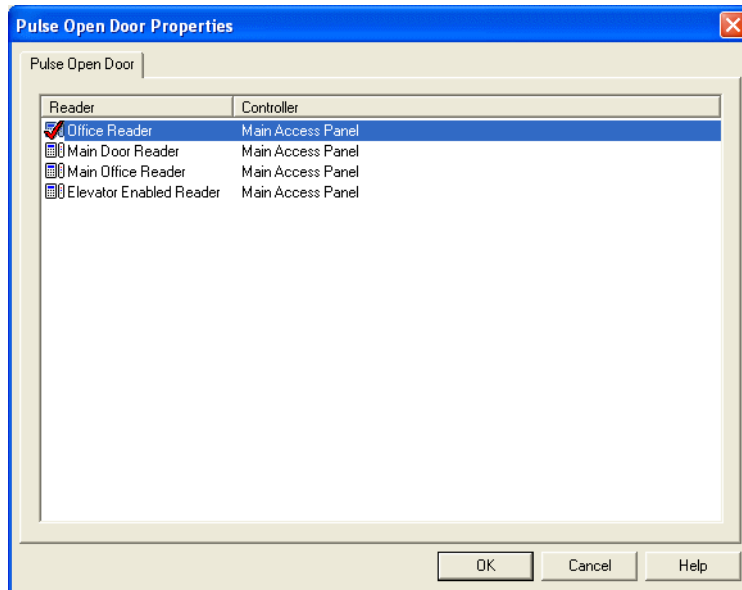 Pulse Open Door Properties
Pulse Open Door
Reader Controller
Office Reader Main Access Panel
Main Door Reader Main Access Panel
Main Office Reader Main Access Panel
Elevator Enabled Reader Main Access Panel
OK Cancel Help